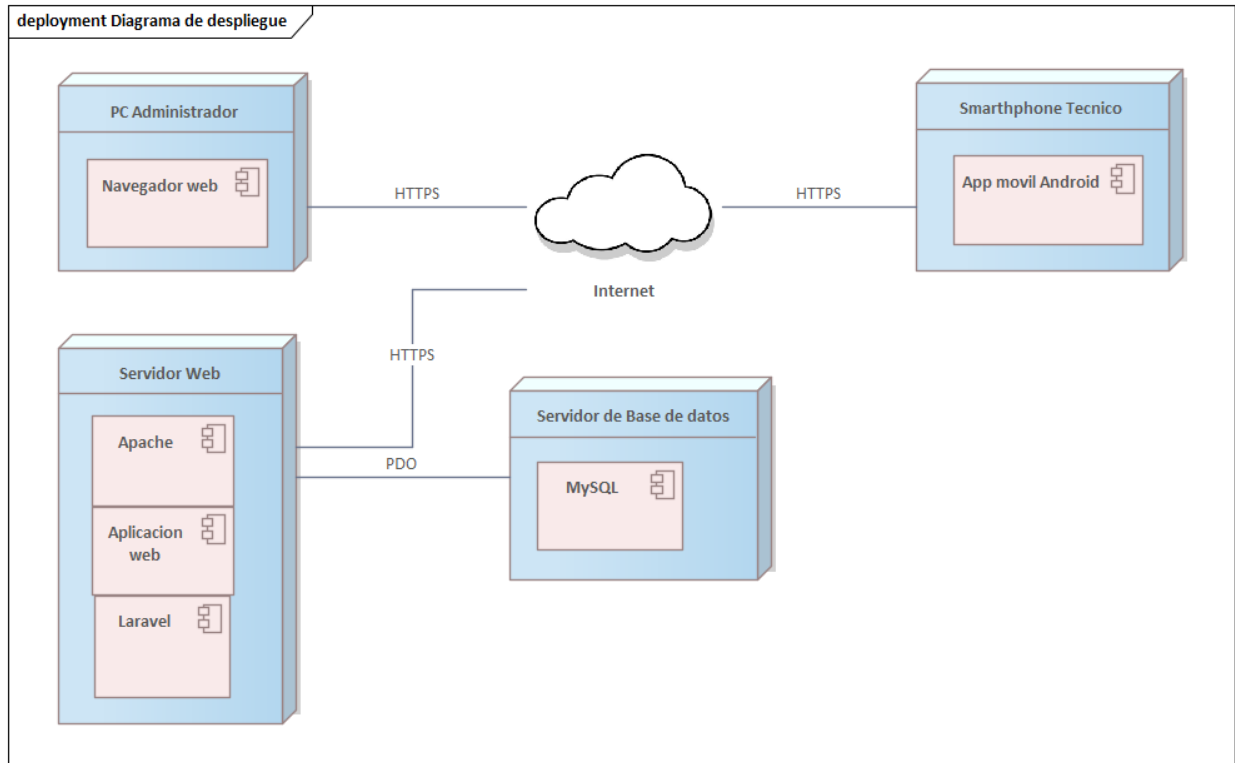 deployment Diagrama de despliegue
PC Administrador
Navegador web
HTTPS
Internet
HTTPS
Smarthphone Tecnico
App movil Android
HTTPS
Servidor Web
Apache
Aplicacion
web
Laravel
PDO
Servidor de Base de datos
MySQL